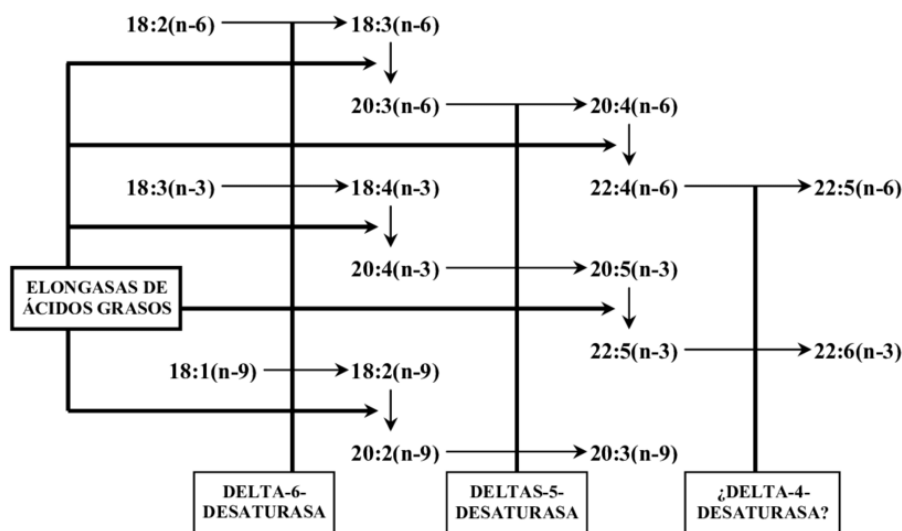 18:2(n-6) 18:3(n-6)
20:3(n-6) 20:4(n-6)
18:3(n-3) 18:4(n-3) 22:4(n-6) 22:5(n-6)
20:4(n-3) 20:5(n-3)
ELONGASAS DE
ÁCIDOS GRASOS
22:5(n-3) 22:6(n-3)
18:1(n-9) 18:2(n-9)
20:2(n-9) 20:3(n-9)
DELTA-6-
DESATURASA
DELTAS-5-
DESATURASA
¿DELTA-4-
DESATURASA?